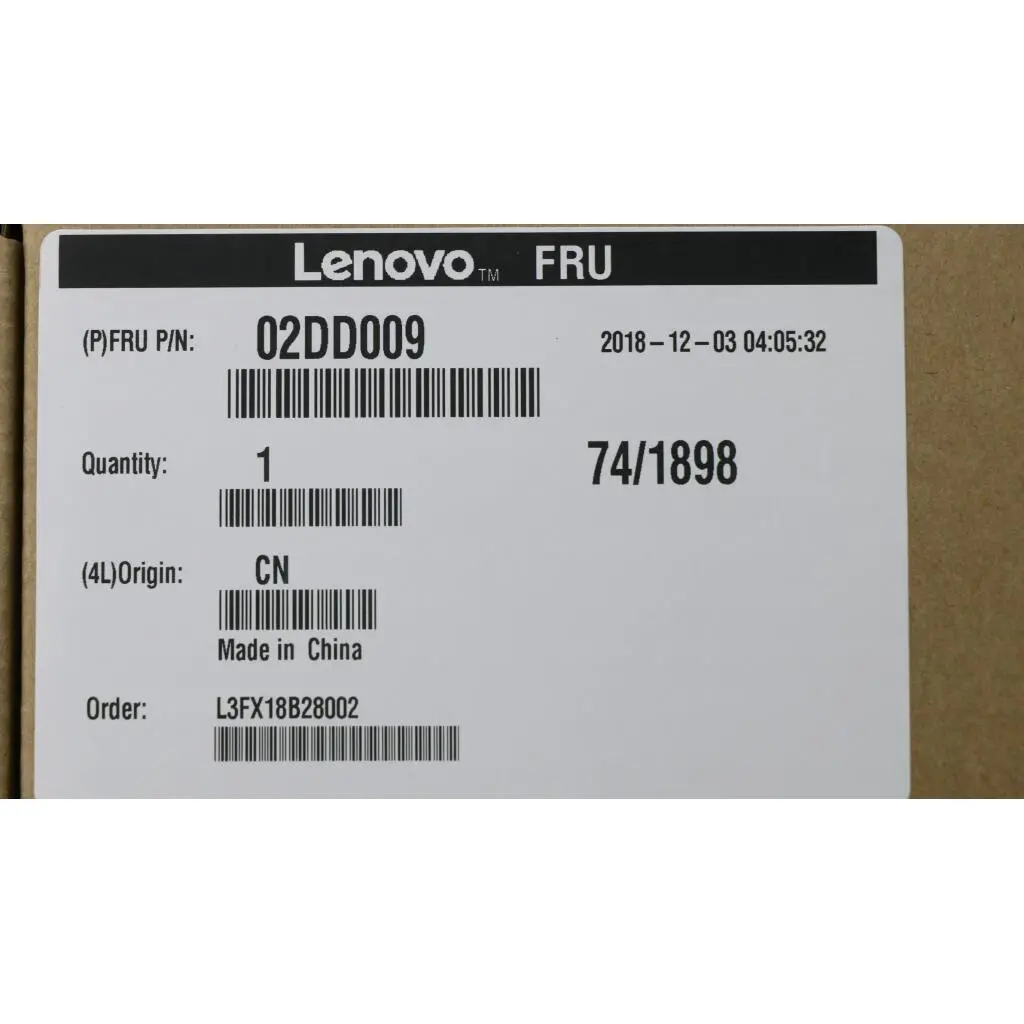 Lenovo™ FRU
(P)FRU P/N: 02DD009 2018-12-03 04:05:32
Quantity: 1 74/1898
(4L)Origin: CN
Made in China
Order: L3FX18B28002